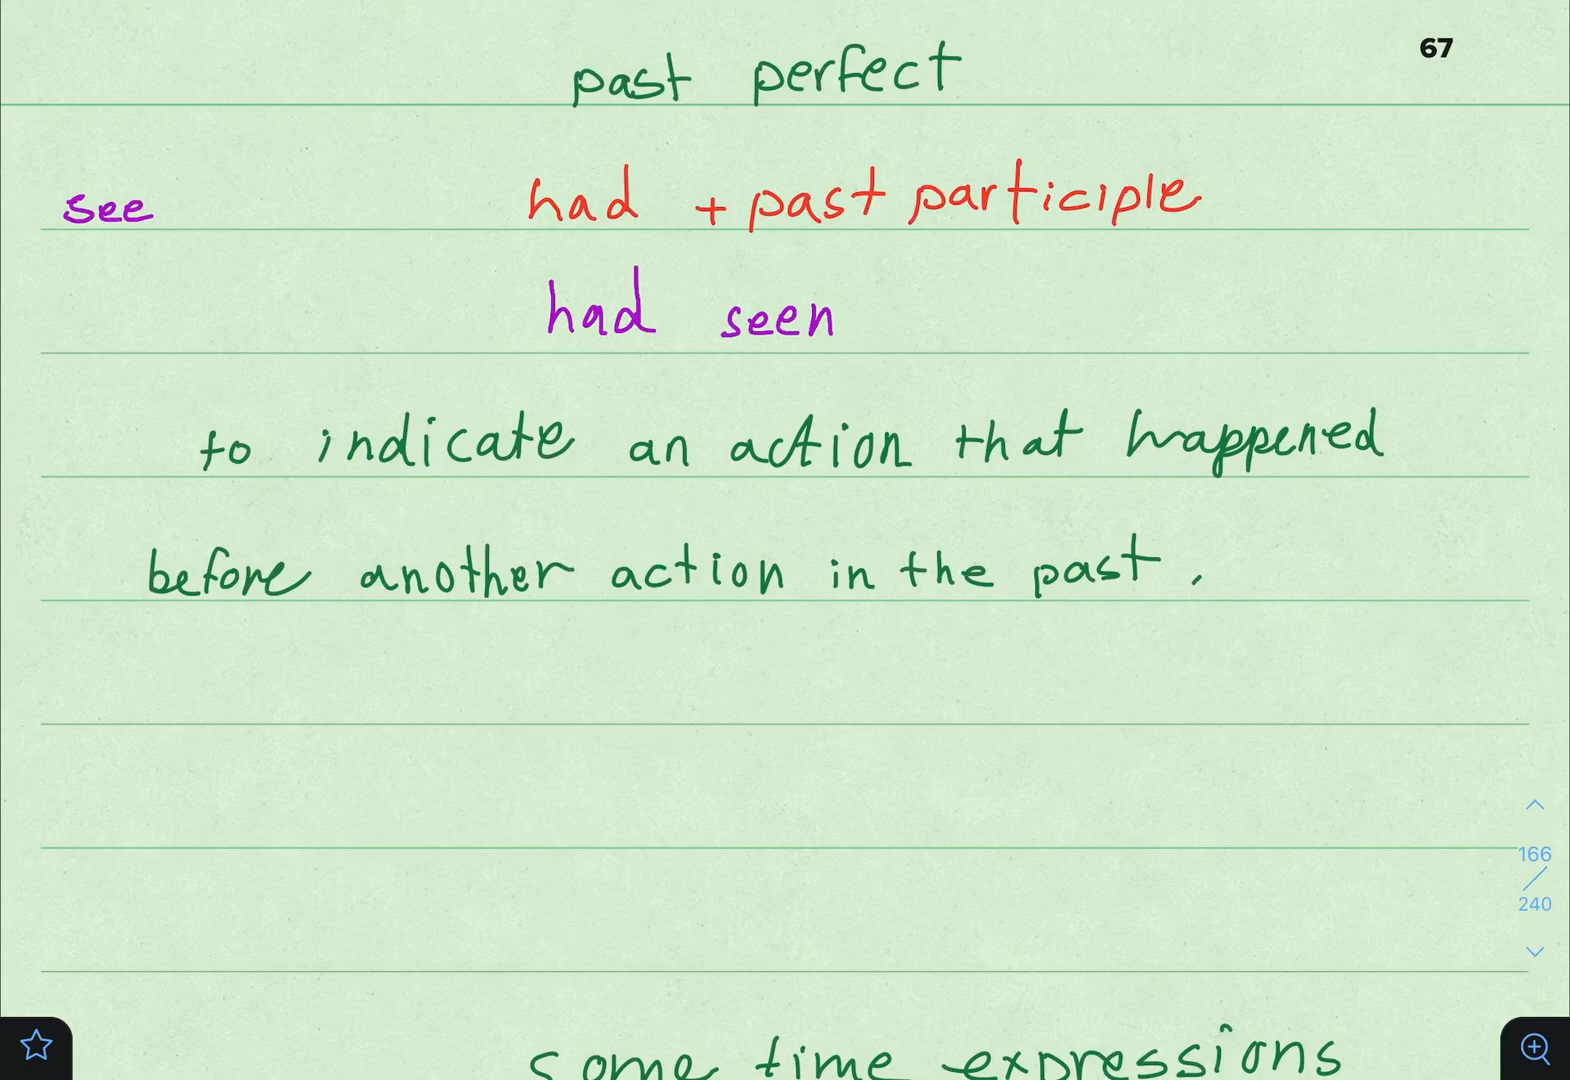 past perfect
67
see had + past participle
had seen
to indicate an action that happened
before another action in the past.
166
/
240
some time expressions